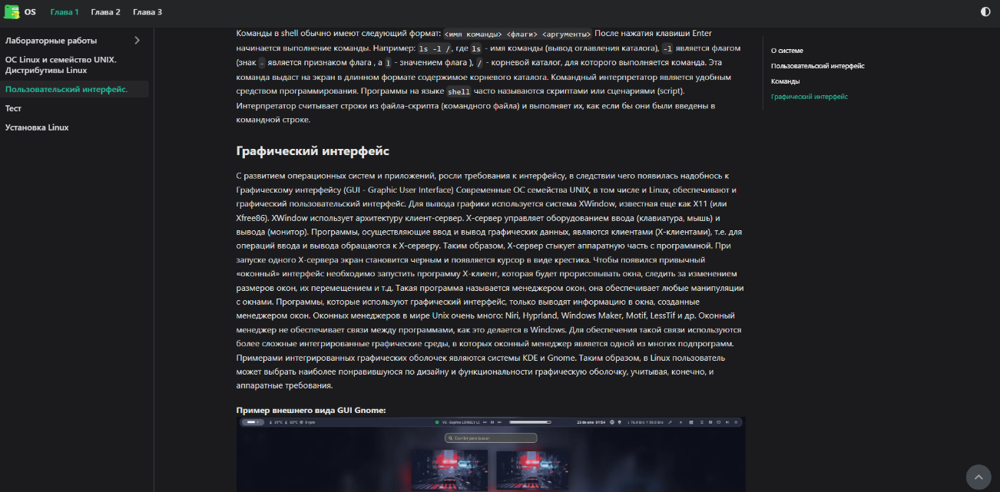 OS Глава 1 Глава 2 Глава 3
Лабораторные работы
ОС Linux и семейство UNIX.
Дистрибутивы Linux
Пользовательский интерфейс.
Тест
Установка Linux
Команды в shell обычно имеют следующий формат: <имя команды> <флаги> <аргументы> После нажатия клавиши Enter
начинается выполнение команды. Например: ls -l /, где ls - имя команды (вывод оглавления каталога), -l является флагом
(знак - является признаком флага , а l - значением флага ), / - корневой каталог, для которого выполняется команда. Эта
команда выдаст на экран в длинном формате содержимое корневого каталога. Командный интерпретатор является удобным
средством программирования. Программы на языке shell часто называются скриптами или сценариями (script).
Интерпретатор считывает строки из файла-скрипта (командного файла) и выполняет их, как если бы они были введены в
командной строке.
Графический интерфейс
С развитием операционных систем и приложений, росли требования к интерфейсу, в следствии чего появилась надобнось к
Графическому интерфейсу (GUI - Graphic User Interface) Современные ОС семейства UNIX, в том числе и Linux, обеспечивают и
графический пользовательский интерфейс. Для вывода графики используется система XWindow, известная еще как X11 (или
Xfree86). XWindow использует архитектуру клиент-сервер. X-сервер управляет оборудованием ввода (клавиатура, мышь) и
вывода (монитор). Программы, осуществляющие ввод и вывод графических данных, являются клиентами (X-клиентами), т.е. для
операций ввода и вывода обращаются к X-серверу. Таким образом, X-сервер стыкует аппаратную часть с программной. При
запуске одного X-сервера экран становится черным и появляется курсор в виде крестика. Чтобы появился привычный
«оконный» интерфейс необходимо запустить программу X-клиент, которая будет прорисовывать окна, следить за изменением
размеров окон, их перемещением и т.д. Такая программа называется менеджером окон, она обеспечивает любые манипуляции
с окнами. Программы, которые используют графический интерфейс, только выводят информацию в окна, созданные
менеджером окон. Оконных менеджеров в мире Unix очень много: Niri, Hyprland, Windows Maker, Motif, LessTif и др. Оконный
менеджер не обеспечивает связи между программами, как это делается в Windows. Для обеспечения такой связи используются
более сложные интегрированные графические среды, в которых оконный менеджер является одной из многих подпрограмм.
Примерами интегрированных графических оболочек являются системы KDE и Gnome. Таким образом, в Linux пользователь
может выбрать наиболее понравившуюся по дизайну и функциональности графическую оболочку, учитывая, конечно, и
аппаратные требования.
Пример внешнего вида GUI Gnome:
31°C 60°C 0 rpm VS - Sophie LONELY LC 23 de ene 01:54
Escribir para buscar
О системе
Пользовательский интерфейс
Команды
Графический интерфейс